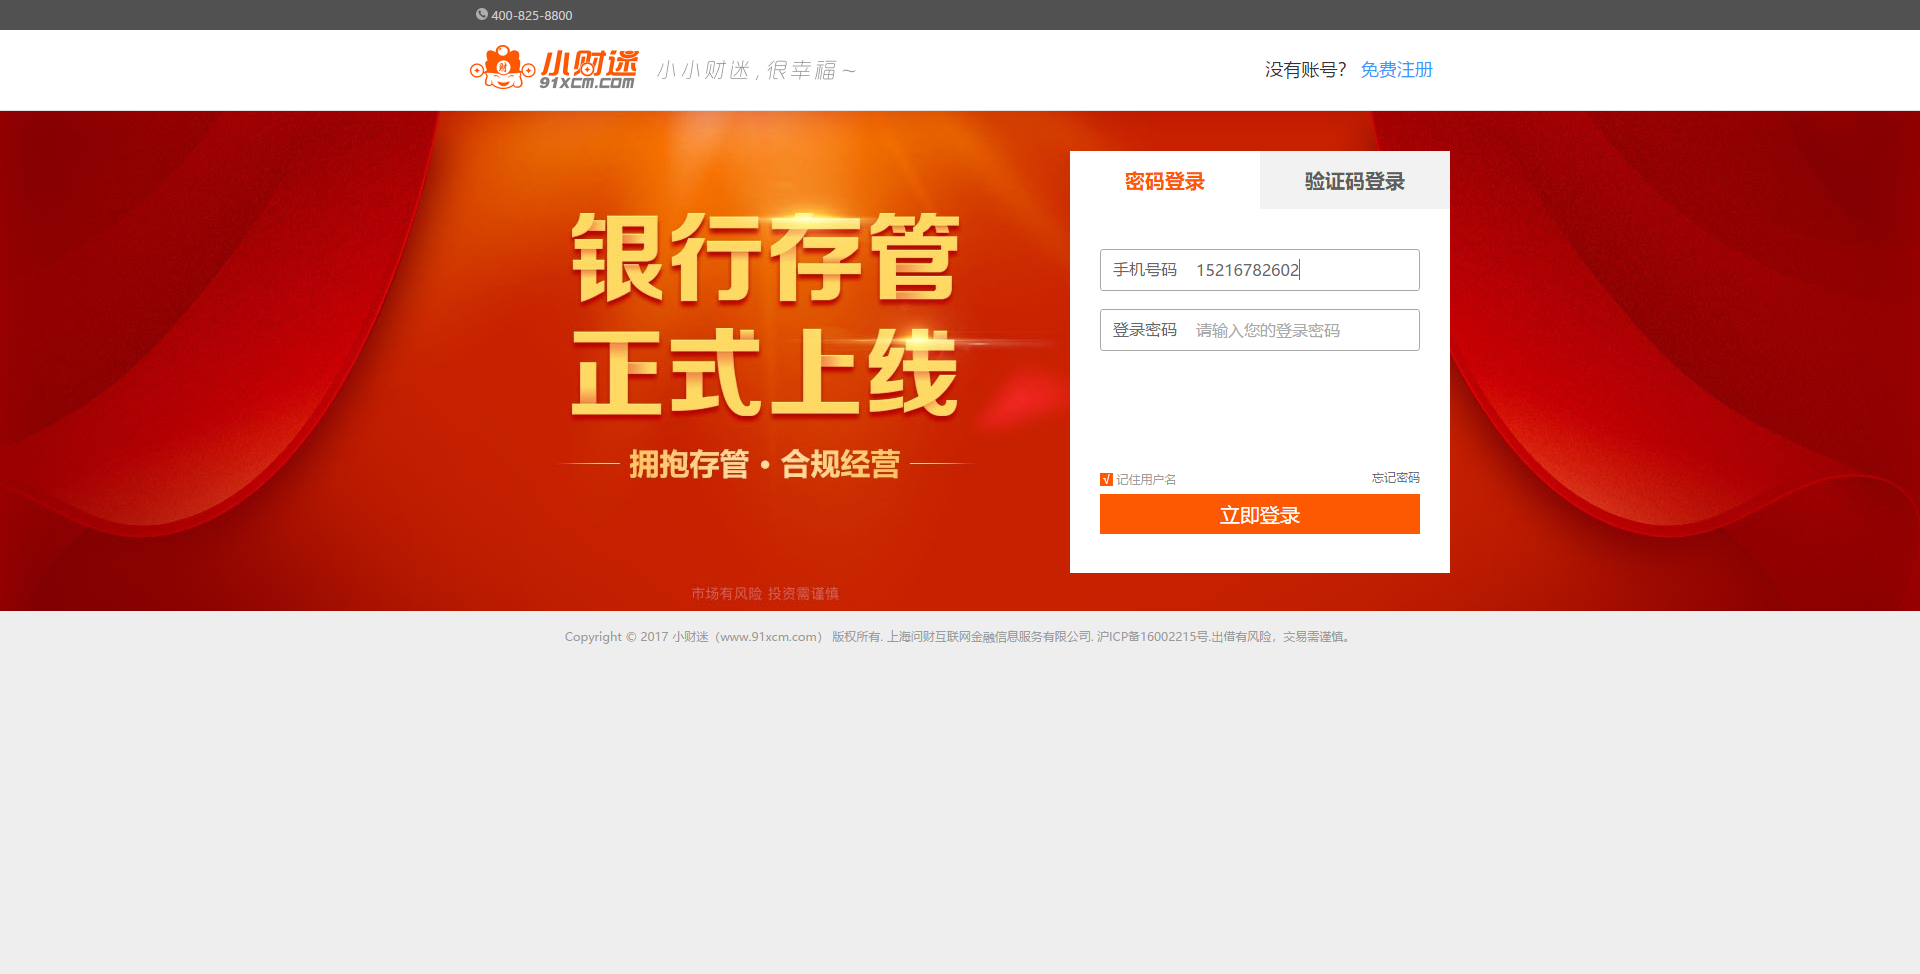 400-825-8800
财
小财迷
91XCM.COM
小小财迷,很幸福~
没有账号? 免费注册
银行存管
正式上线
拥抱存管·合规经营
市场有风险 投资需谨慎
密码登录
验证码登录
手机号码 15216782602
登录密码 请输入您的登录密码
√ 记住用户名
忘记密码
立即登录
Copyright © 2017 小财迷（www.91xcm.com） 版权所有. 上海问财互联网金融信息服务有限公司. 沪ICP备16002215号.出借有风险，交易需谨慎。